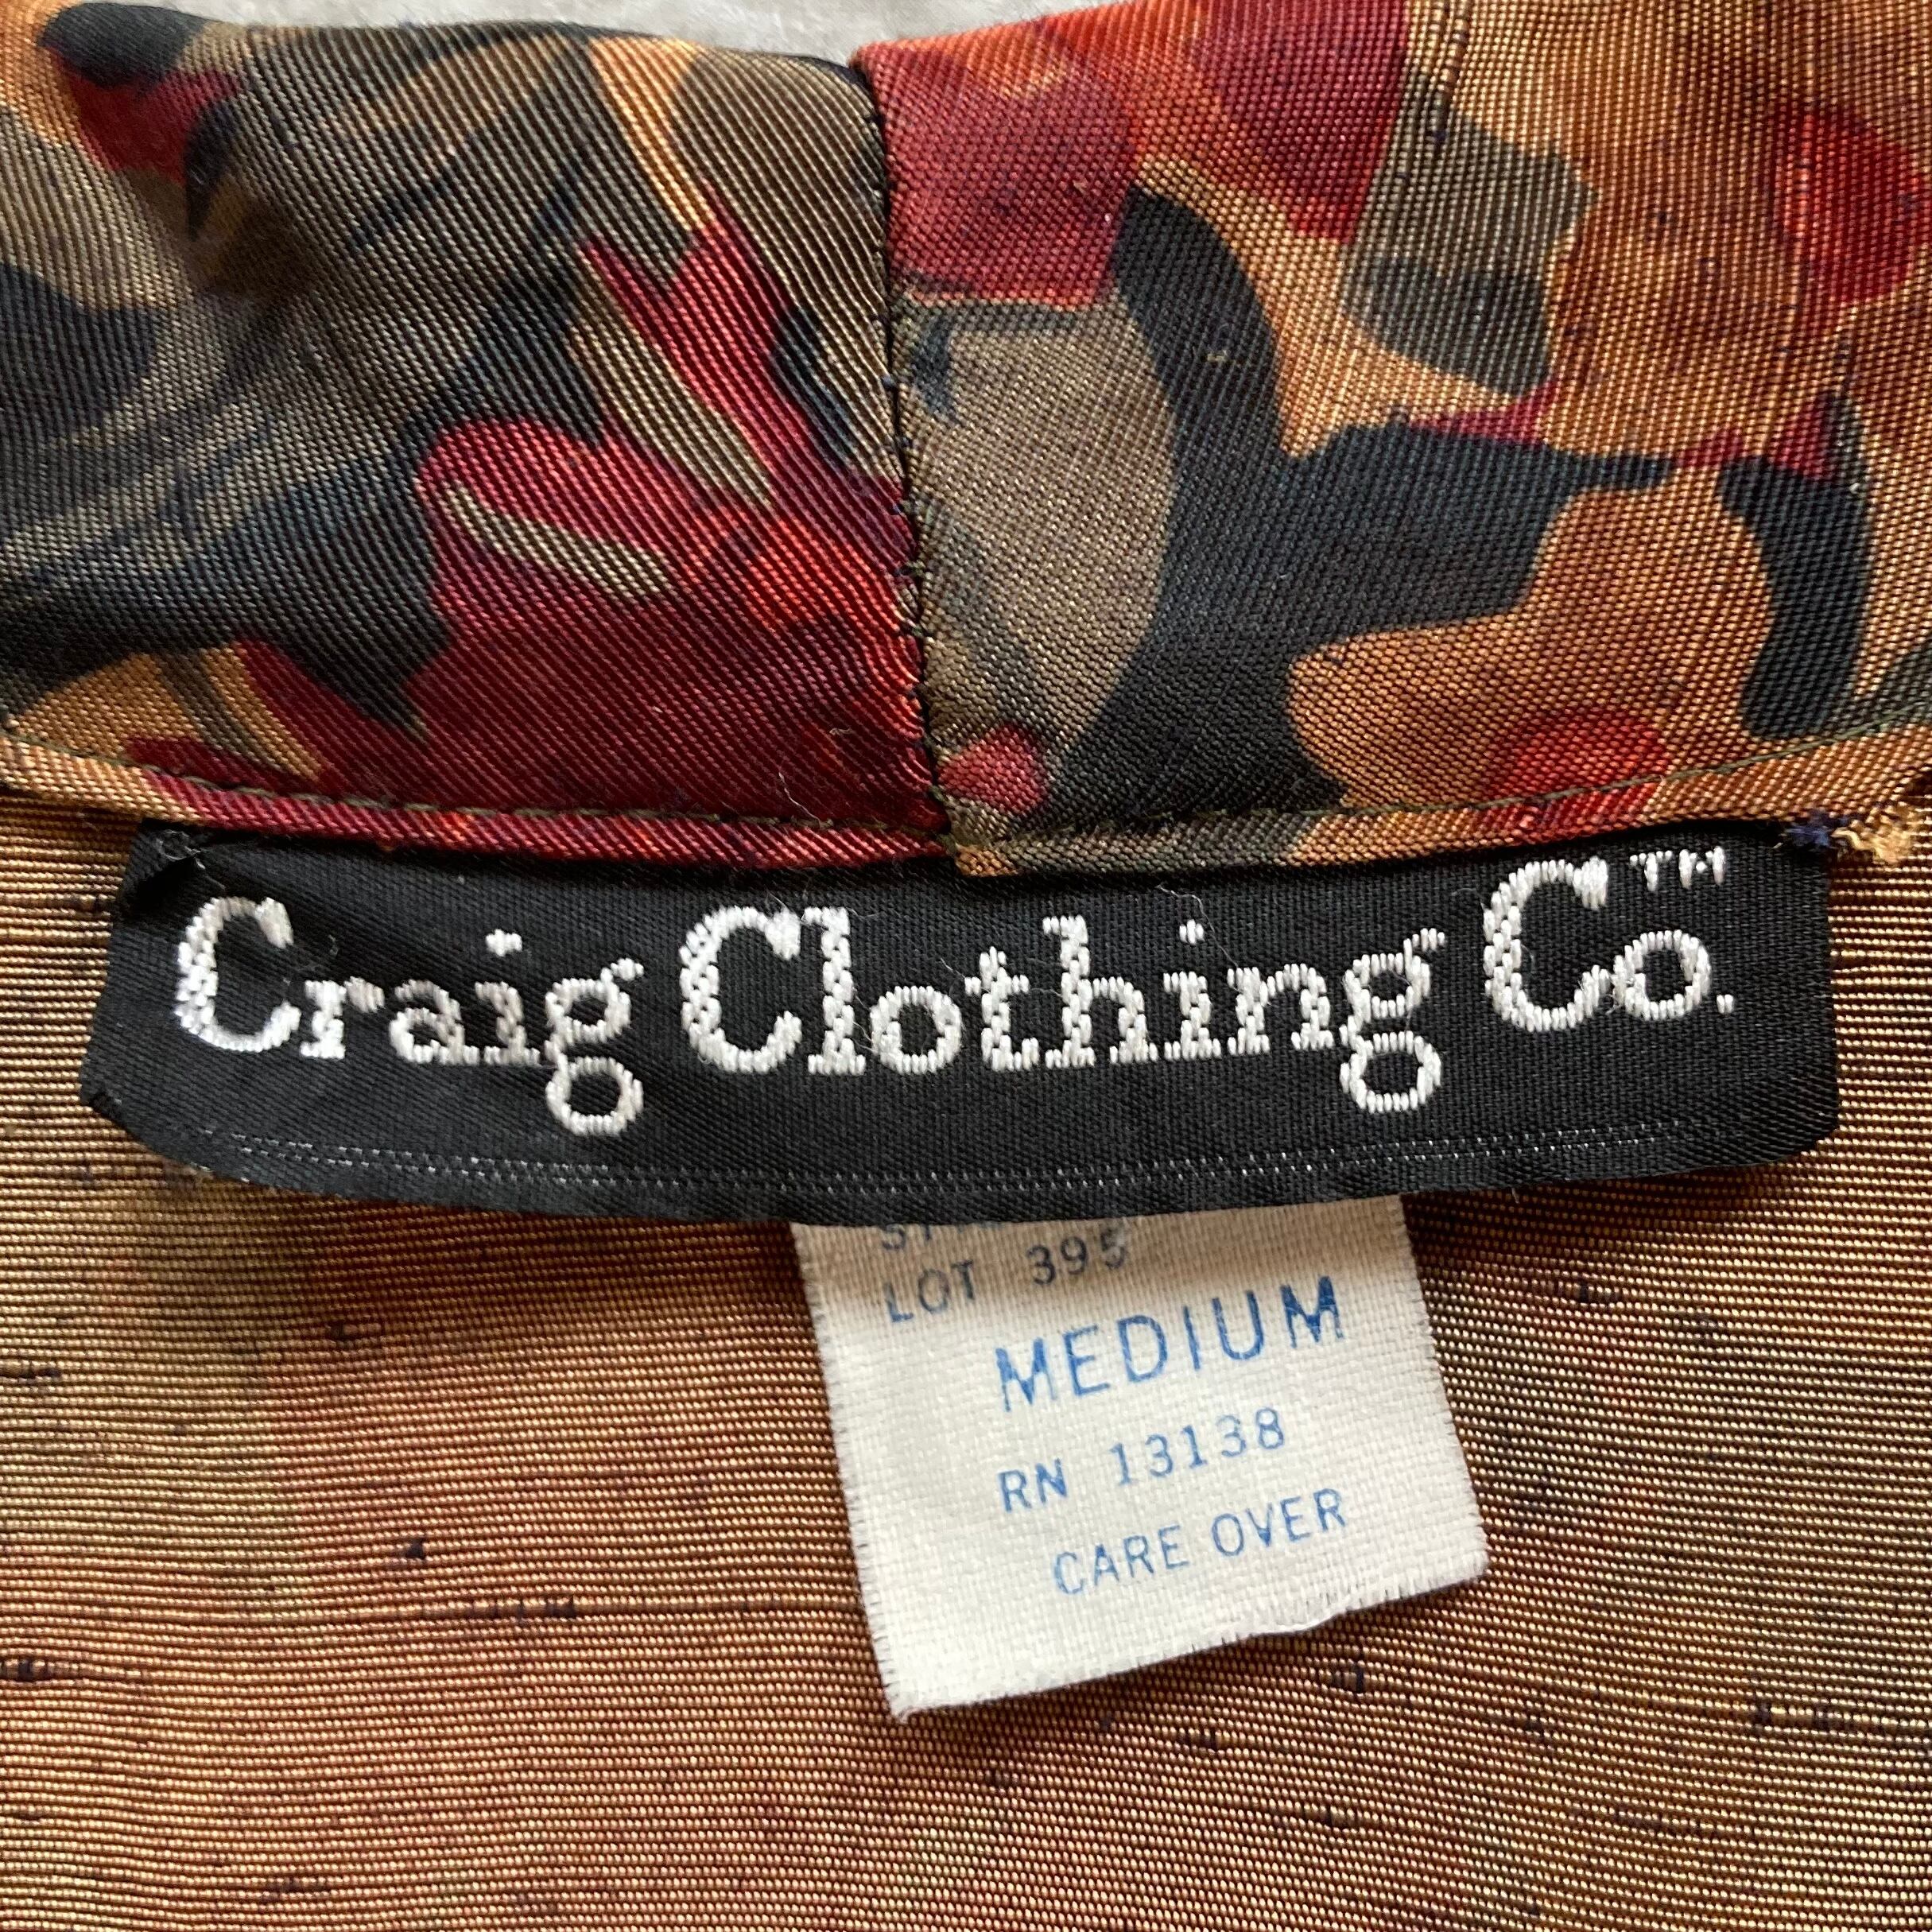 Craig Clothing Co.™
LOT 395
MEDIUM
RN 13138
CARE OVER